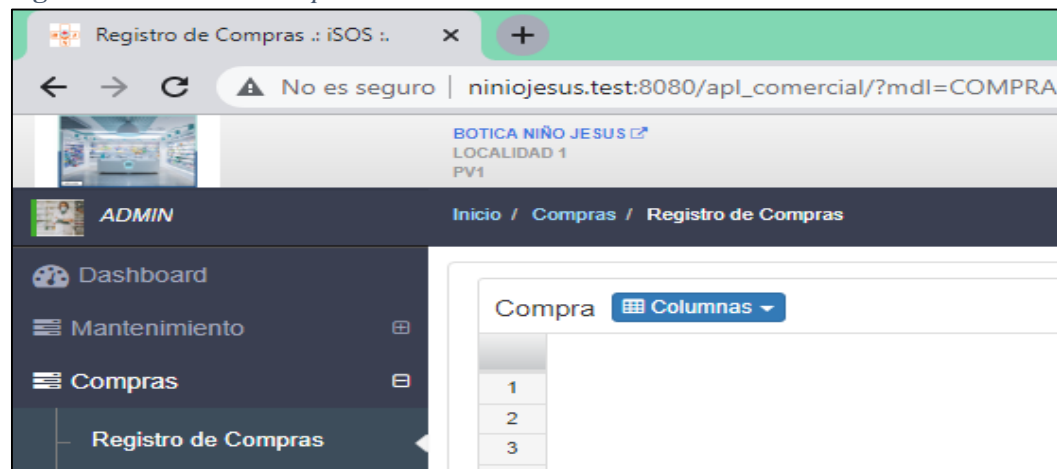 Registro de Compras .: iSOS :.
No es seguro | niniojesus.test:8080/apl_comercial/?mdl=COMPRA
BOTICA NIÑO JESUS
LOCALIDAD 1
PV1
ADMIN
Inicio / Compras / Registro de Compras
Dashboard
Mantenimiento
Compras
Registro de Compras
Compra Columnas
1
2
3